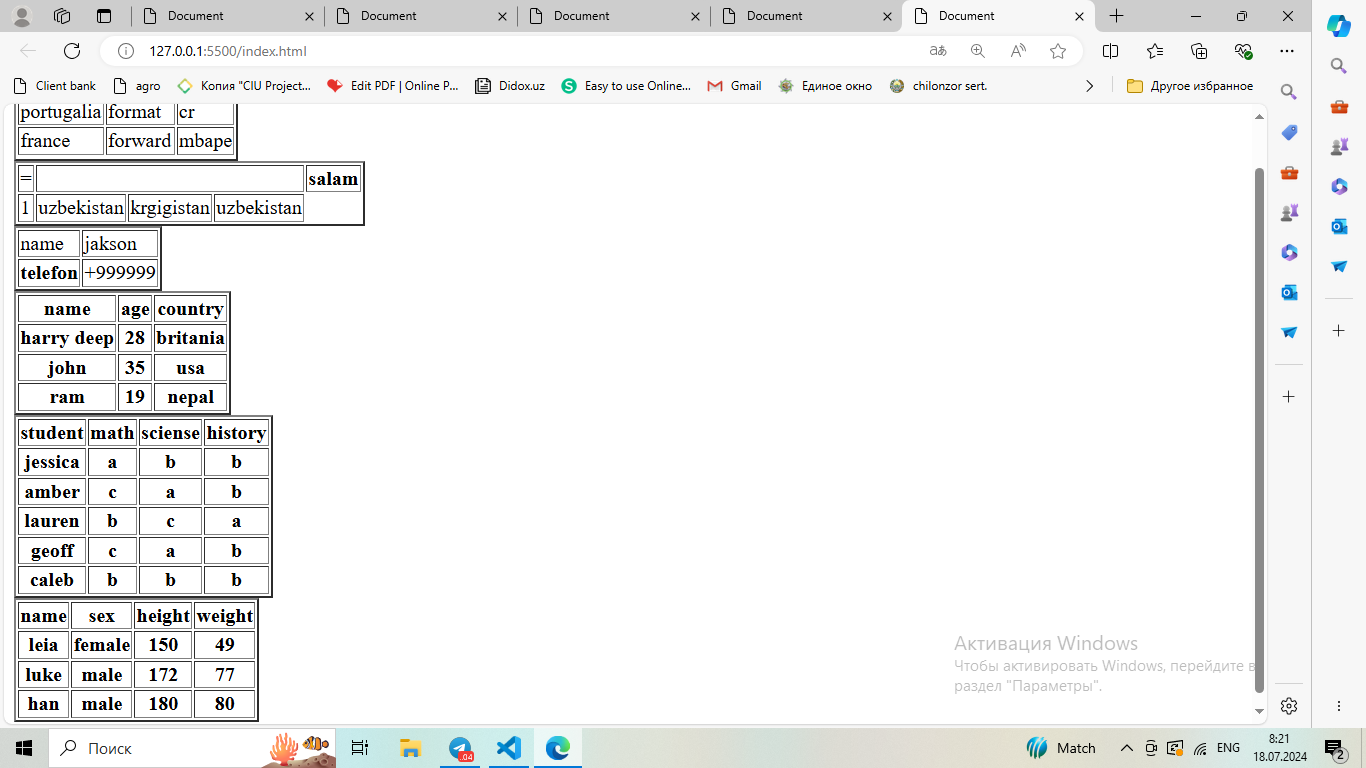 Document Document Document Document Document
127.0.0.1:5500/index.html
Client bank agro Копия "CIU Project... Edit PDF | Online P... Didox.uz Easy to use Online... Gmail Единое окно chilonzor sert. Другое избранное
portugalia format cr
france forward mbape
= salam
1 uzbekistan krgigistan uzbekistan
name jakson
telefon +999999
name age country
harry deep 28 britania
john 35 usa
ram 19 nepal
student math sciense history
jessica a b b
amber c a b
lauren b c a
geoff c a b
caleb b b b
name sex height weight
leia female 150 49
luke male 172 77
han male 180 80
Активация Windows
Чтобы активировать Windows, перейдите в
раздел "Параметры".
Поиск Match ENG 8:21
18.07.2024 2